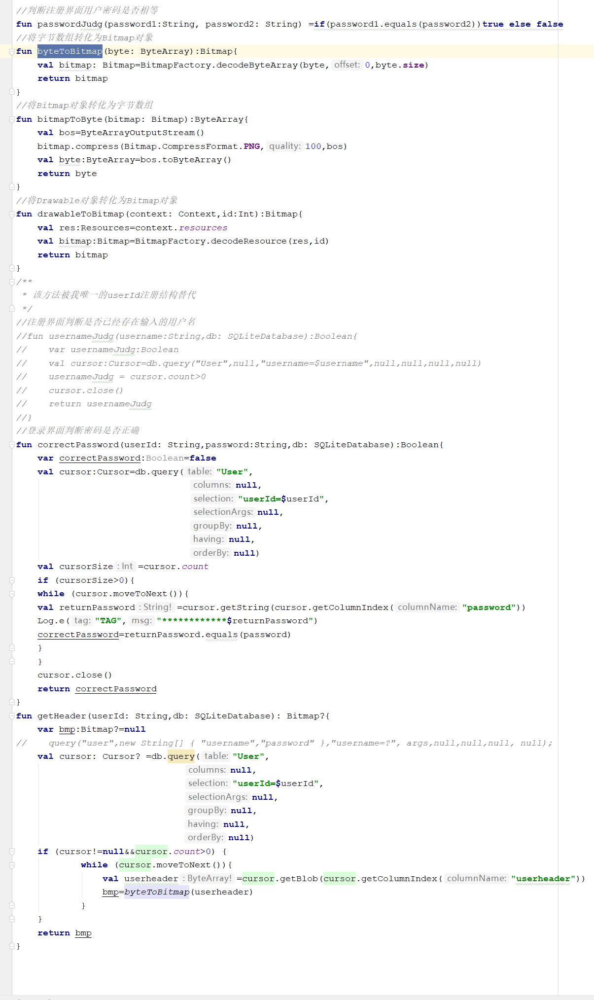 //判断注册界面用户密码是否相等
fun passwordJudg(password1:String, password2: String) =if(password1.equals(password2))true else false
//将字节数组转化为Bitmap对象
fun byteToBitmap(byte: ByteArray):Bitmap{
    val bitmap: Bitmap=BitmapFactory.decodeByteArray(byte, offset: 0,byte.size)
    return bitmap
}
//将Bitmap对象转化为字节数组
fun bitmapToByte(bitmap: Bitmap):ByteArray{
    val bos=ByteArrayOutputStream()
    bitmap.compress(Bitmap.CompressFormat.PNG, quality: 100,bos)
    val byte:ByteArray=bos.toByteArray()
    return byte
}
//将Drawable对象转化为Bitmap对象
fun drawableToBitmap(context: Context,id:Int):Bitmap{
    val res:Resources=context.resources
    val bitmap:Bitmap=BitmapFactory.decodeResource(res,id)
    return bitmap
}
/**
 * 该方法被我唯一的userId注册结构替代
 */
//注册界面判断是否已经存在输入的用户名
//fun usernameJudg(username:String,db: SQLiteDatabase):Boolean{
//    var usernameJudg:Boolean
//    val cursor:Cursor=db.query("User",null,"username=$username",null,null,null,null)
//    usernameJudg = cursor.count>0
//    cursor.close()
//    return usernameJudg
//}
//登录界面判断密码是否正确
fun correctPassword(userId: String,password:String,db: SQLiteDatabase):Boolean{
    var correctPassword:Boolean=false
    val cursor:Cursor=db.query( table: "User",
                            columns: null,
                            selection: "userId=$userId",
                            selectionArgs: null,
                            groupBy: null,
                            having: null,
                            orderBy: null)
    val cursorSize : Int =cursor.count
    if (cursorSize>0){
    while (cursor.moveToNext()){
    val returnPassword : String! =cursor.getString(cursor.getColumnIndex( columnName: "password"))
    Log.e( tag: "TAG", msg: "************$returnPassword")
    correctPassword=returnPassword.equals(password)
    }
    }
    cursor.close()
    return correctPassword
}
fun getHeader(userId: String,db: SQLiteDatabase): Bitmap?{
    var bmp:Bitmap?=null
//    query("user",new String[] { "username","password" },"username=?", args,null,null,null, null);
    val cursor: Cursor? =db.query( table: "User",
                            columns: null,
                            selection: "userId=$userId",
                            selectionArgs: null,
                            groupBy: null,
                            having: null,
                            orderBy: null)
    if (cursor!=null&&cursor.count>0) {
            while (cursor.moveToNext()){
                val userheader : ByteArray! =cursor.getBlob(cursor.getColumnIndex( columnName: "userheader"))
                bmp=byteToBitmap(userheader)
            }
    }
    return bmp
}